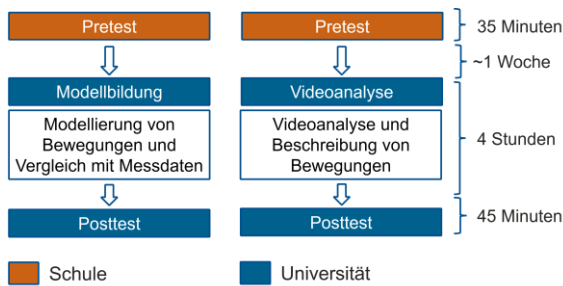 Pretest
Pretest
35 Minuten
~1 Woche
Modellbildung
Videoanalyse
Modellierung von
Bewegungen und
Vergleich mit Messdaten
Videoanalyse und
Beschreibung von
Bewegungen
4 Stunden
Posttest
Posttest
45 Minuten
Schule
Universität